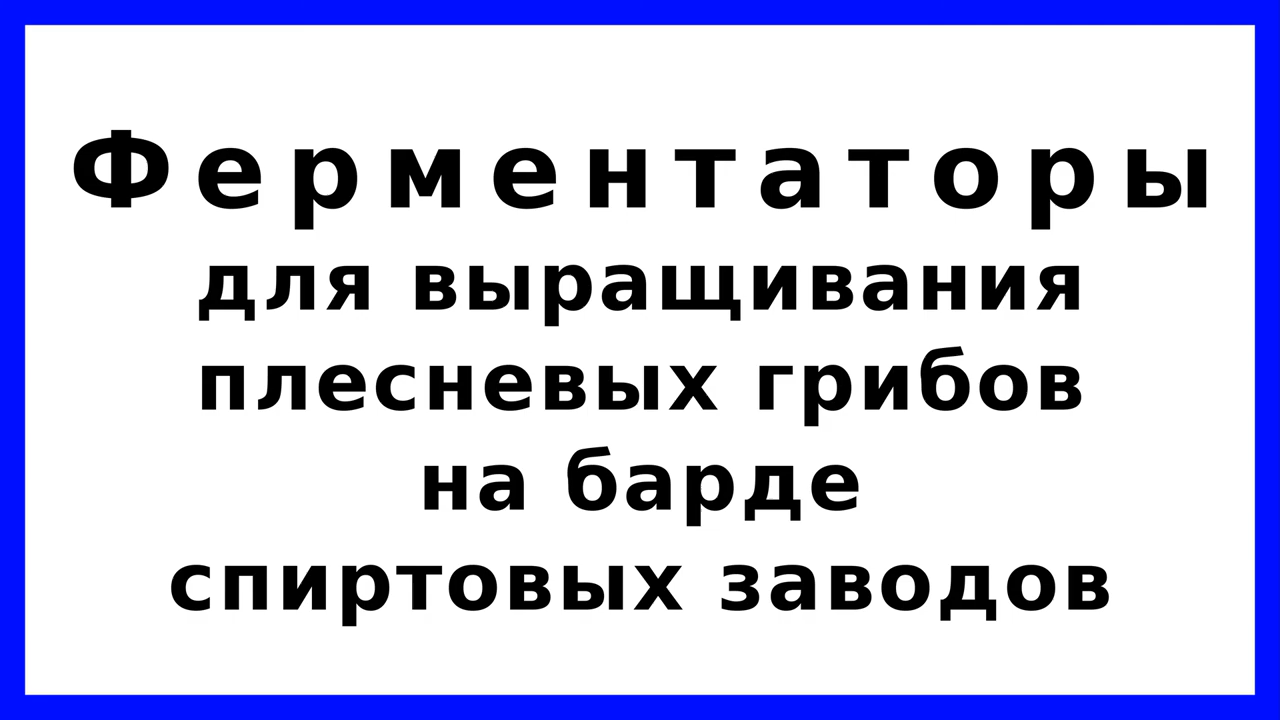 Ферментаторы
для выращивания
плесневых грибов
на барде
спиртовых заводов